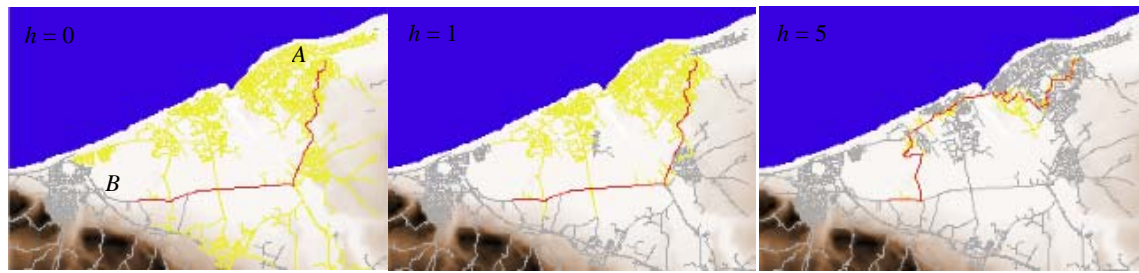 h = 0
A
B
h = 1
h = 5